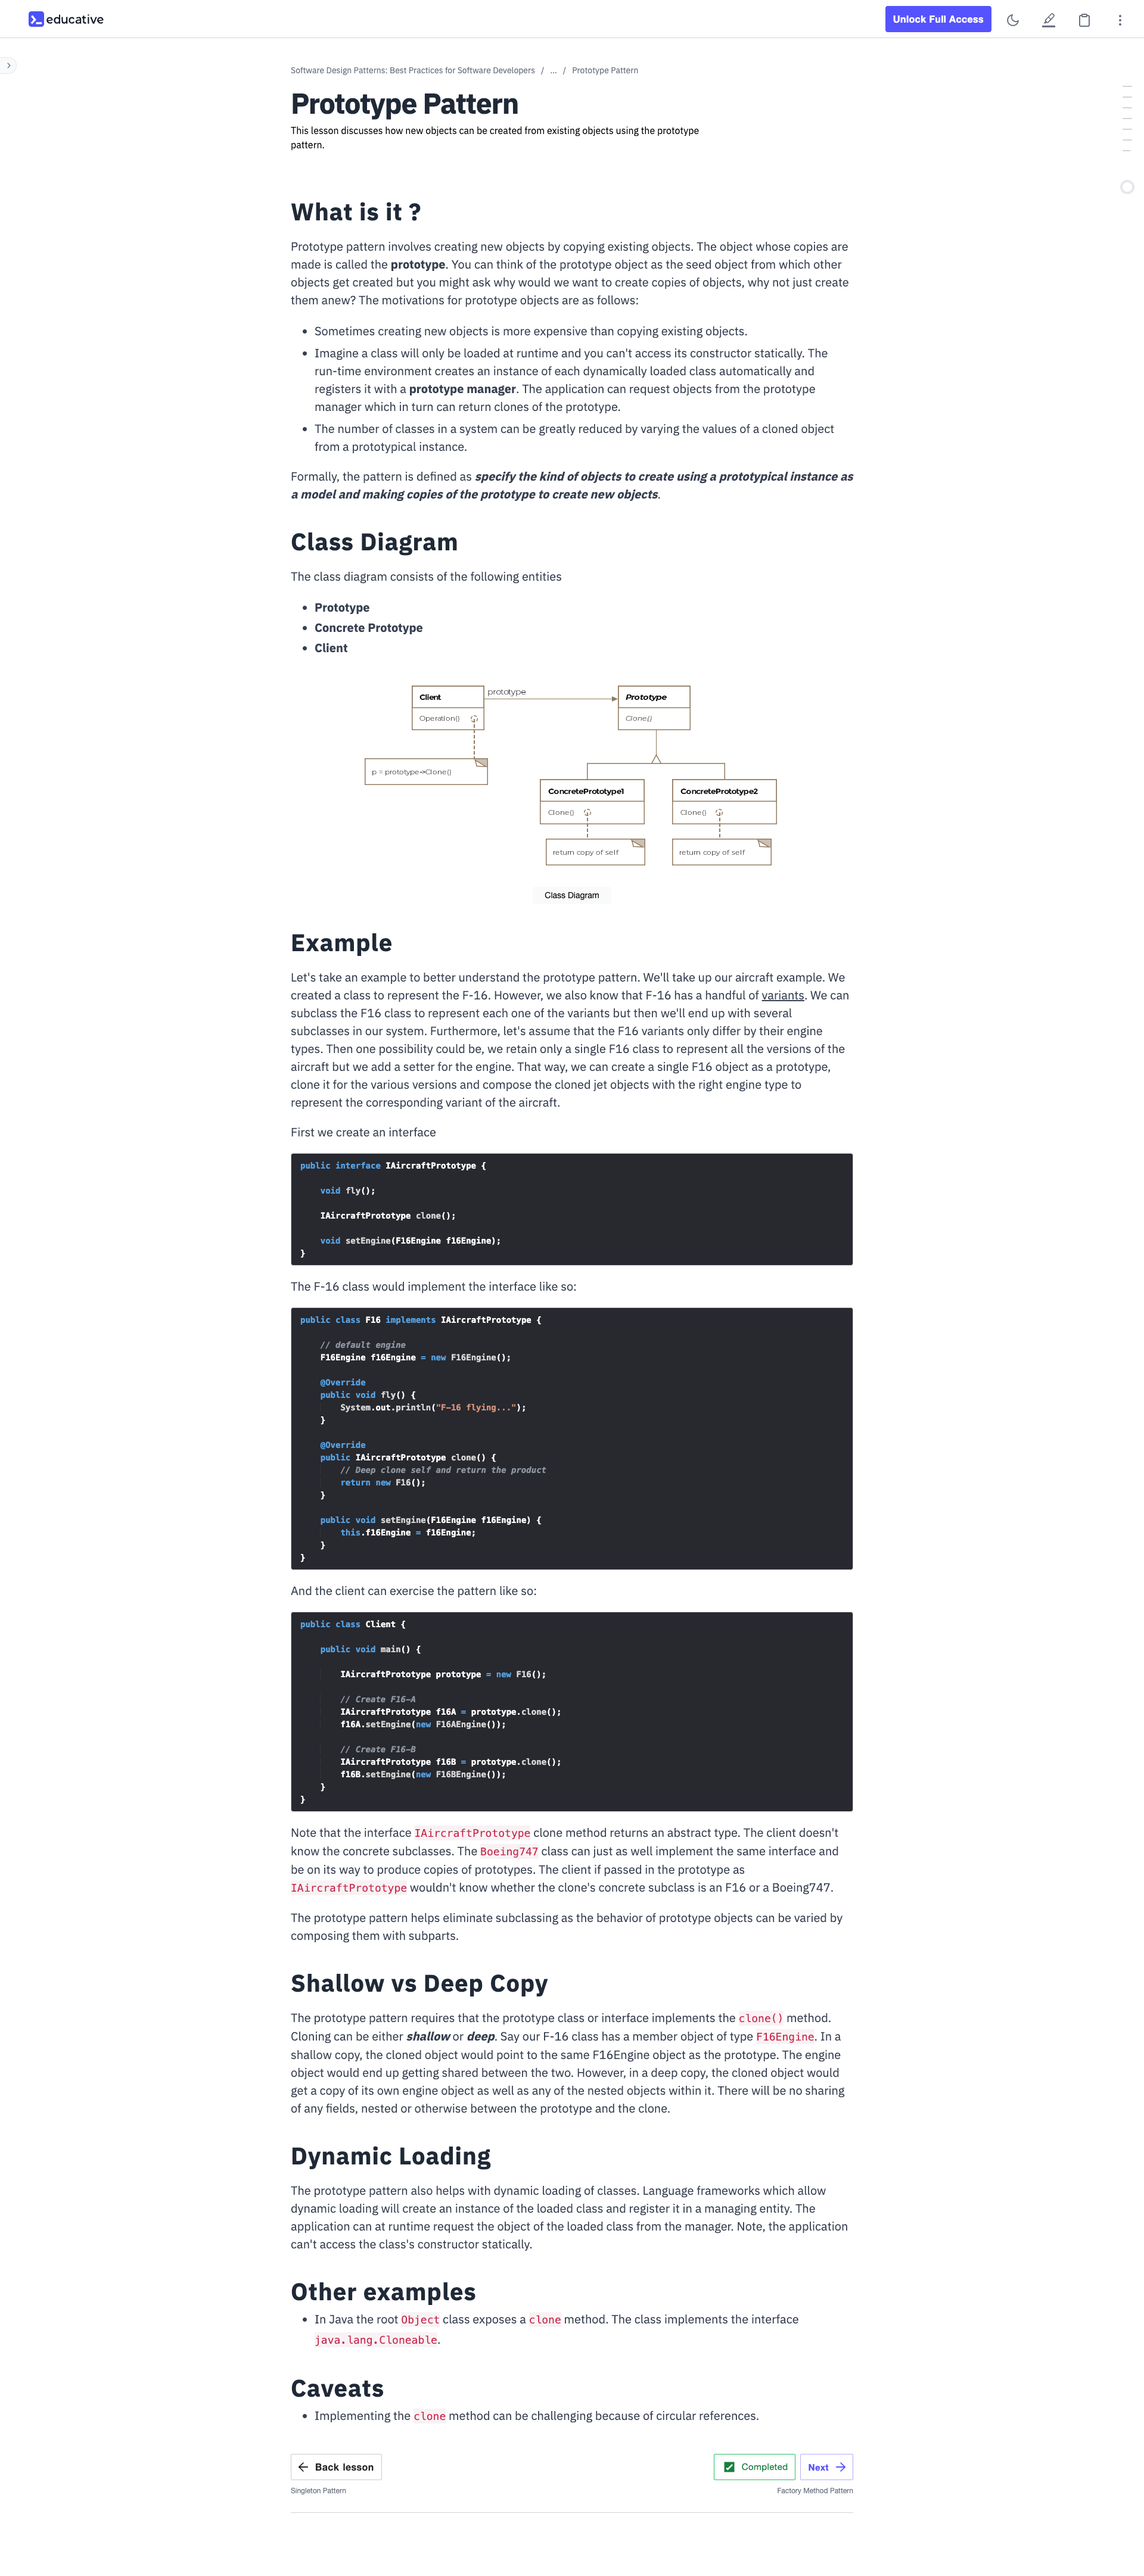 educative
Unlock Full Access
Software Design Patterns: Best Practices for Software Developers / ... / Prototype Pattern
Prototype Pattern
This lesson discusses how new objects can be created from existing objects using the prototype
pattern.
What is it ?
Prototype pattern involves creating new objects by copying existing objects. The object whose copies are
made is called the prototype. You can think of the prototype object as the seed object from which other
objects get created but you might ask why would we want to create copies of objects, why not just create
them anew? The motivations for prototype objects are as follows:
• Sometimes creating new objects is more expensive than copying existing objects.
• Imagine a class will only be loaded at runtime and you can't access its constructor statically. The
run-time environment creates an instance of each dynamically loaded class automatically and
registers it with a prototype manager. The application can request objects from the prototype
manager which in turn can return clones of the prototype.
• The number of classes in a system can be greatly reduced by varying the values of a cloned object
from a prototypical instance.
Formally, the pattern is defined as specify the kind of objects to create using a prototypical instance as
a model and making copies of the prototype to create new objects.
Class Diagram
The class diagram consists of the following entities
• Prototype
• Concrete Prototype
• Client
Client
prototype
Prototype
Operation()
Clone()
p = prototype->Clone()
ConcretePrototype1
ConcretePrototype2
Clone()
Clone()
return copy of self
return copy of self
Class Diagram
Example
Let's take an example to better understand the prototype pattern. We'll take up our aircraft example. We
created a class to represent the F-16. However, we also know that F-16 has a handful of variants. We can
subclass the F16 class to represent each one of the variants but then we'll end up with several
subclasses in our system. Furthermore, let's assume that the F16 variants only differ by their engine
types. Then one possibility could be, we retain only a single F16 class to represent all the versions of the
aircraft but we add a setter for the engine. That way, we can create a single F16 object as a prototype,
clone it for the various versions and compose the cloned jet objects with the right engine type to
represent the corresponding variant of the aircraft.
First we create an interface
public interface IAircraftPrototype {
void fly();
IAircraftPrototype clone();
void setEngine(F16Engine f16Engine);
}
The F-16 class would implement the interface like so:
public class F16 implements IAircraftPrototype {
// default engine
F16Engine f16Engine = new F16Engine();
@Override
public void fly() {
System.out.println("F-16 flying...");
}
@Override
public IAircraftPrototype clone() {
// Deep clone self and return the product
return new F16();
}
public void setEngine(F16Engine f16Engine) {
this.f16Engine = f16Engine;
}
}
And the client can exercise the pattern like so:
public class Client {
public void main() {
IAircraftPrototype prototype = new F16();
// Create F16-A
IAircraftPrototype f16A = prototype.clone();
f16A.setEngine(new F16AEngine());
// Create F16-B
IAircraftPrototype f16B = prototype.clone();
f16B.setEngine(new F16BEngine());
}
}
Note that the interface IAircraftPrototype clone method returns an abstract type. The client doesn't
know the concrete subclasses. The Boeing747 class can just as well implement the same interface and
be on its way to produce copies of prototypes. The client if passed in the prototype as
IAircraftPrototype wouldn't know whether the clone's concrete subclass is an F16 or a Boeing747.
The prototype pattern helps eliminate subclassing as the behavior of prototype objects can be varied by
composing them with subparts.
Shallow vs Deep Copy
The prototype pattern requires that the prototype class or interface implements the clone() method.
Cloning can be either shallow or deep. Say our F-16 class has a member object of type F16Engine. In a
shallow copy, the cloned object would point to the same F16Engine object as the prototype. The engine
object would end up getting shared between the two. However, in a deep copy, the cloned object would
get a copy of its own engine object as well as any of the nested objects within it. There will be no sharing
of any fields, nested or otherwise between the prototype and the clone.
Dynamic Loading
The prototype pattern also helps with dynamic loading of classes. Language frameworks which allow
dynamic loading will create an instance of the loaded class and register it in a managing entity. The
application can at runtime request the object of the loaded class from the manager. Note, the application
can't access the class's constructor statically.
Other examples
• In Java the root Object class exposes a clone method. The class implements the interface
java.lang.Cloneable.
Caveats
• Implementing the clone method can be challenging because of circular references.
Back lesson
Completed
Next
Singleton Pattern
Factory Method Pattern